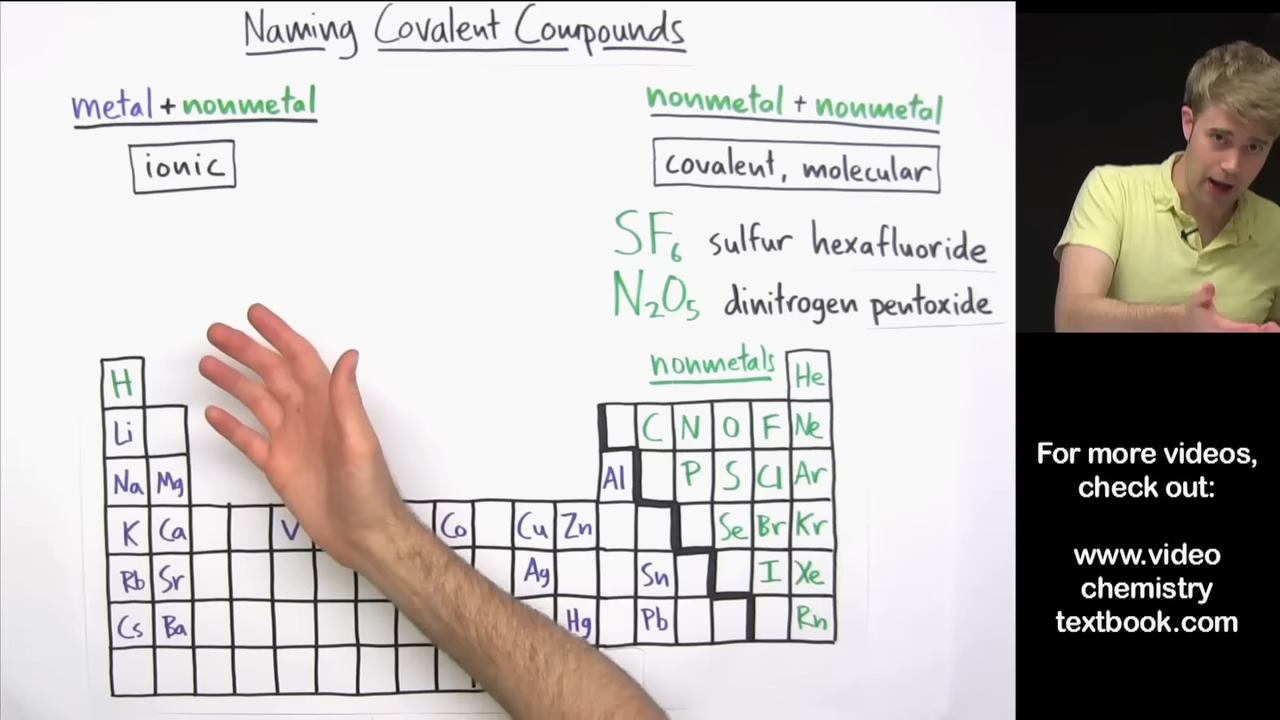 Naming Covalent Compounds
metal + nonmetal
ionic
nonmetal + nonmetal
covalent, molecular
SF₆ sulfur hexafluoride
N₂O₅ dinitrogen pentoxide
nonmetals
H He
Li C N O F Ne
Na Mg Al P S Cl Ar
K Ca V Co Cu Zn Se Br Kr
Rb Sr Ag Sn I Xe
Cs Ba Hg Pb Rn
For more videos,
check out:
www.video
chemistry
textbook.com